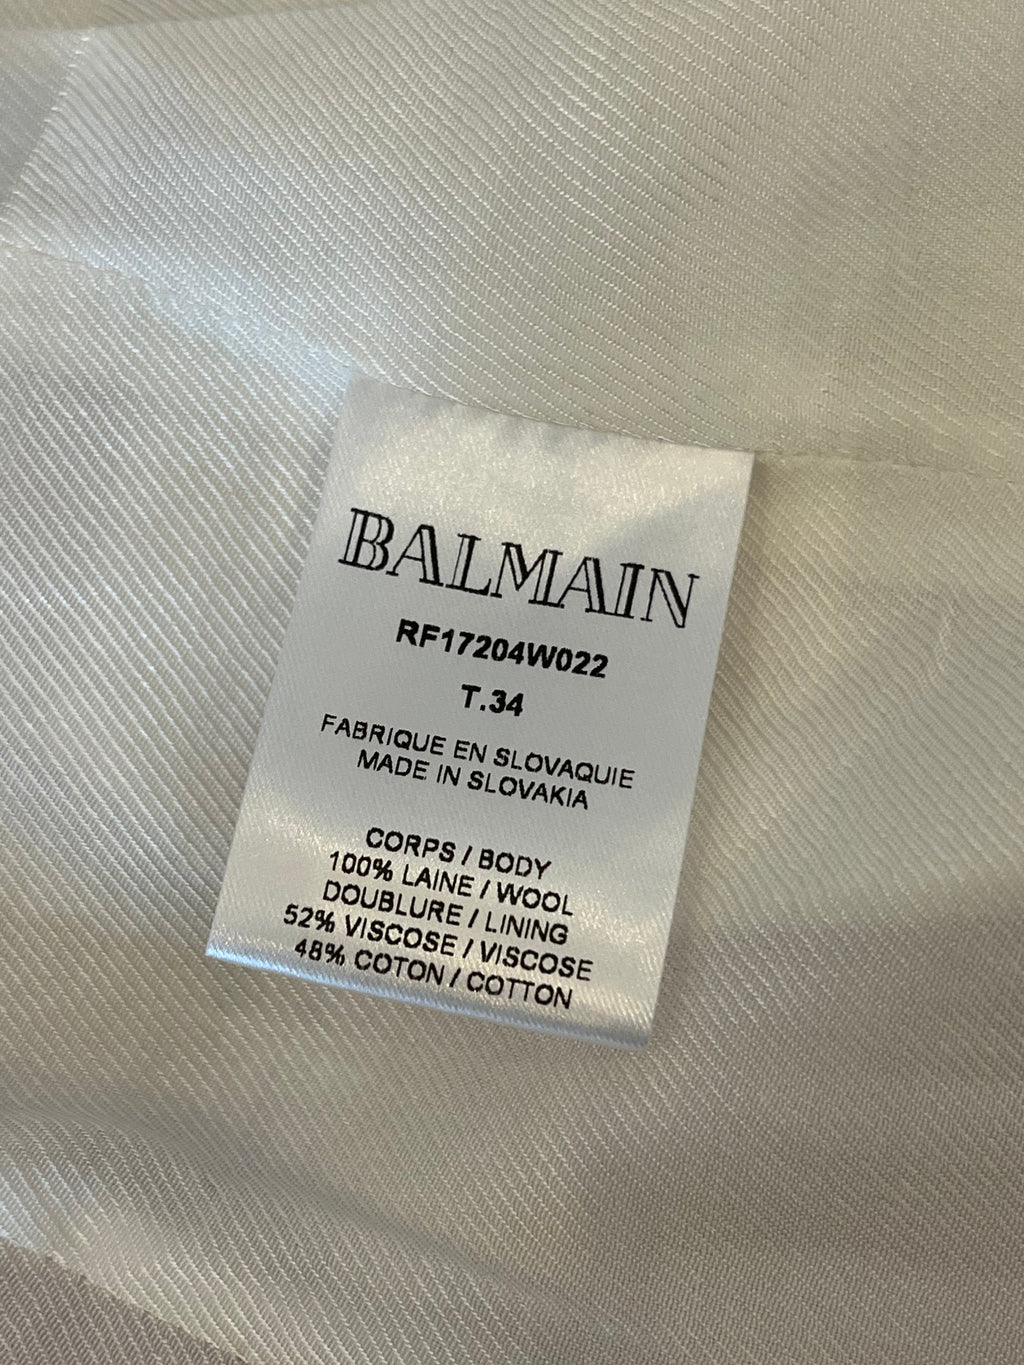 BALMAIN
RF17204W022
T.34
FABRIQUE EN SLOVAQUIE
MADE IN SLOVAKIA
CORPS / BODY
100% LAINE / WOOL
DOUBLURE / LINING
52% VISCOSE / VISCOSE
48% COTON / COTTON